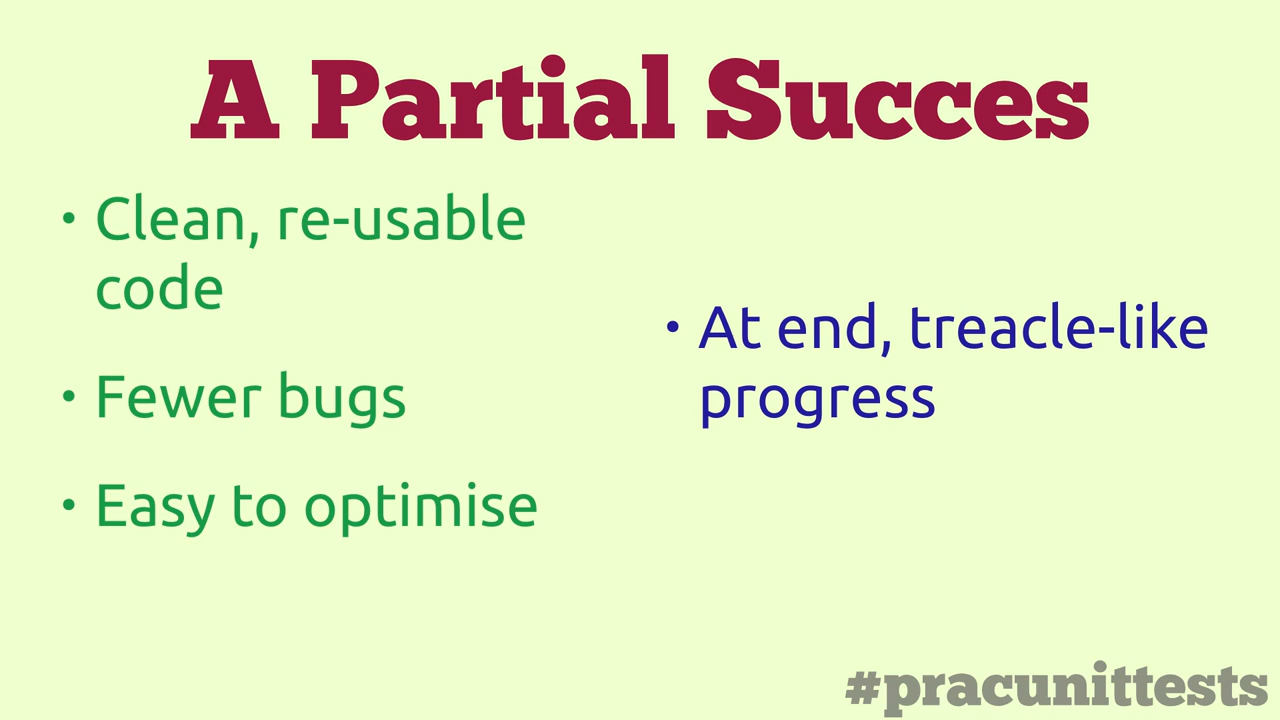 A Partial Succes
• Clean, re-usable
code
• Fewer bugs
• Easy to optimise
• At end, treacle-like
progress
#pracunittests